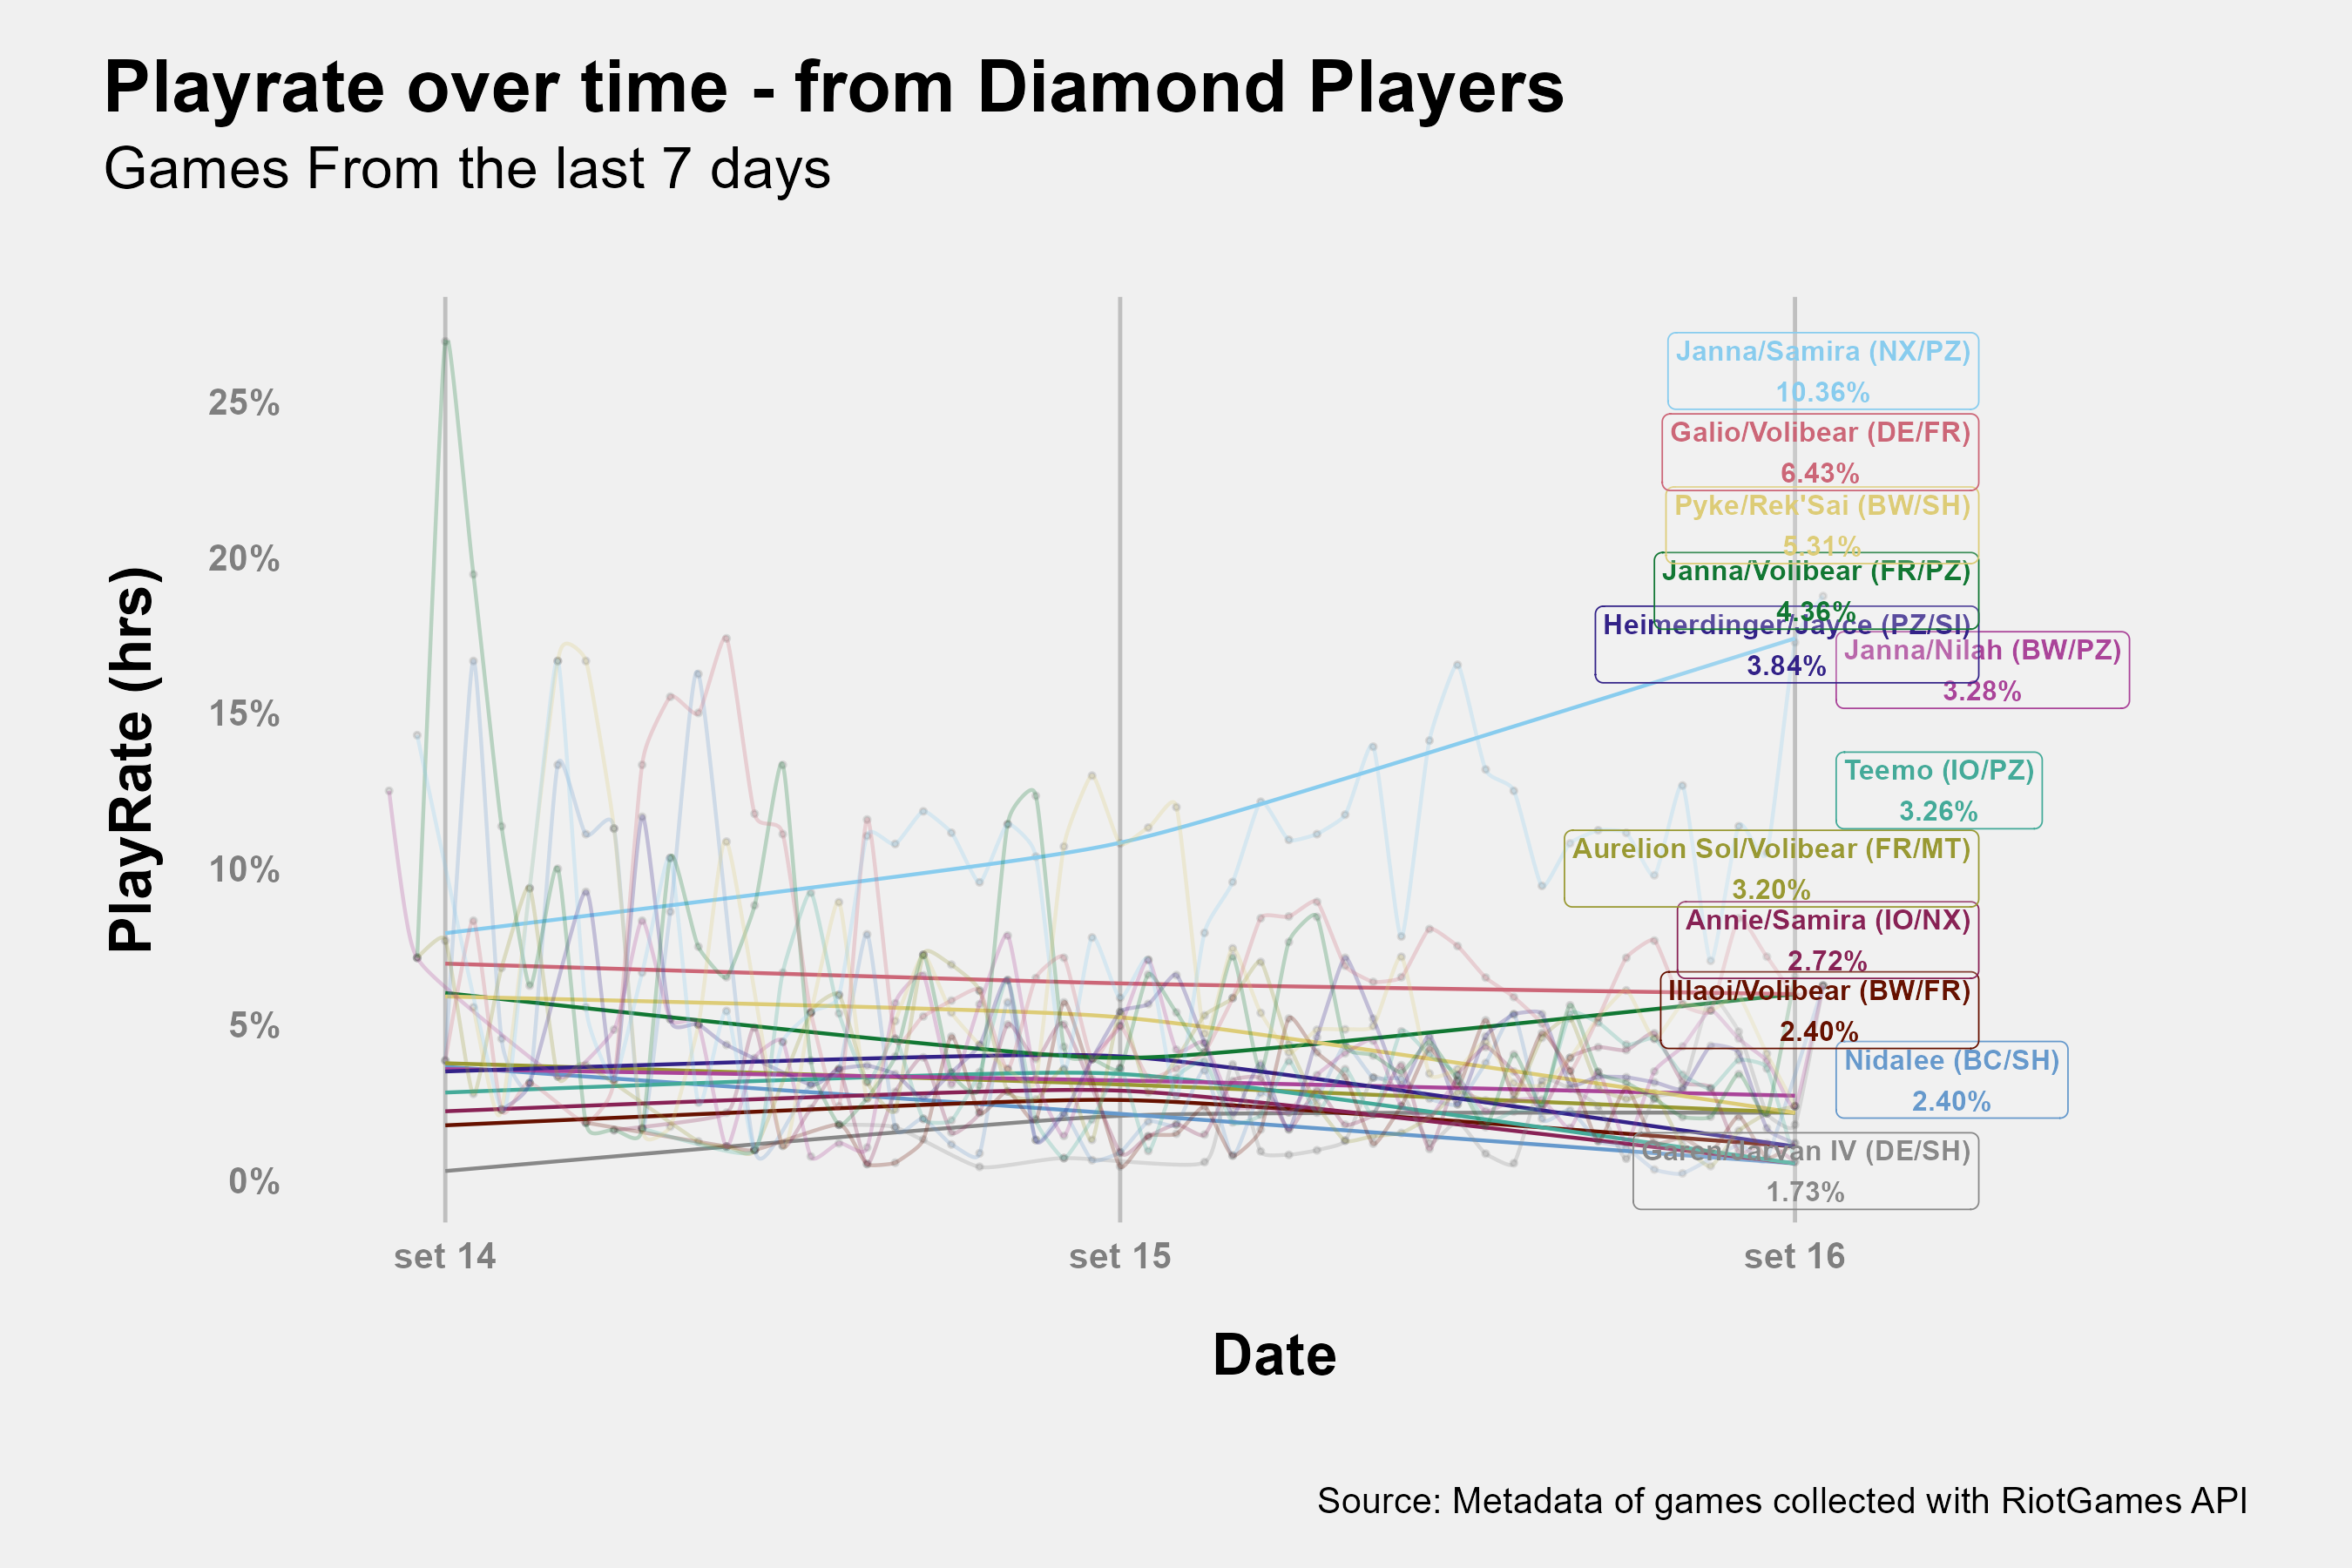 Playrate over time - from Diamond Players
Games From the last 7 days
PlayRate (hrs)
25%
20%
15%
10%
5%
0%
Janna/Samira (NX/PZ)
10.36%
Galio/Volibear (DE/FR)
6.43%
Pyke/Rek'Sai (BW/SH)
5.31%
Janna/Volibear (FR/PZ)
4.36%
Heimerdinger/Jayce (PZ/SI)
3.84%
Janna/Nilah (BW/PZ)
3.28%
Teemo (IO/PZ)
3.26%
Aurelion Sol/Volibear (FR/MT)
3.20%
Annie/Samira (IO/NX)
2.72%
Illaoi/Volibear (BW/FR)
2.40%
Nidalee (BC/SH)
2.40%
Garen/Jarvan IV (DE/SH)
1.73%
set 14
set 15
set 16
Date
Source: Metadata of games collected with RiotGames API